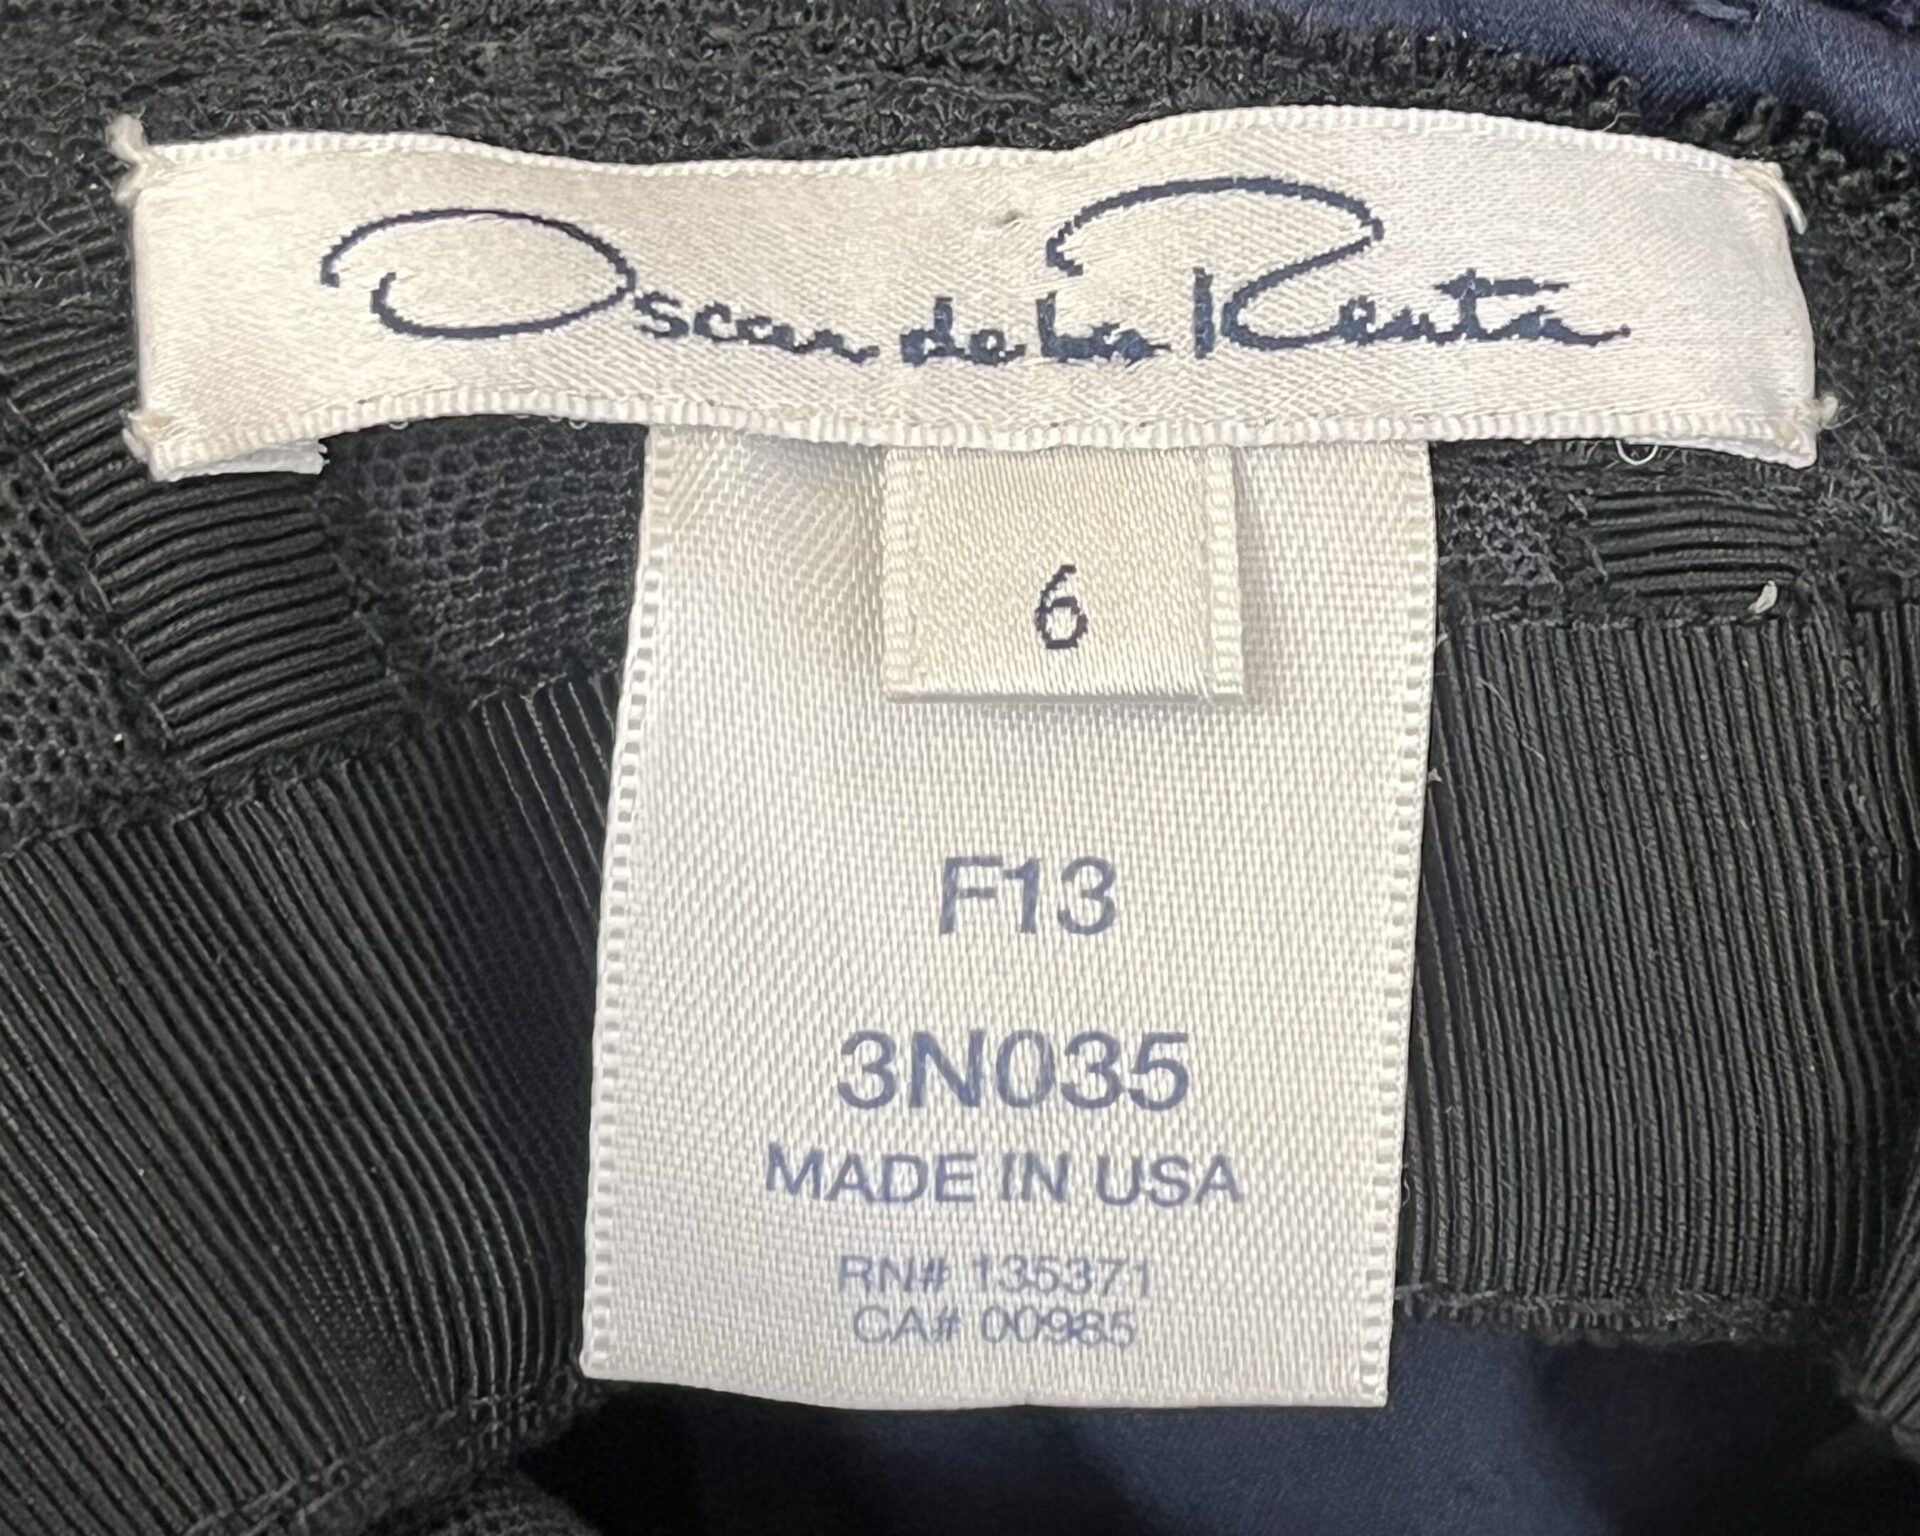 Oscar de la Renta
6
F13
3N035
MADE IN USA
RN# 135371
CA# 00985